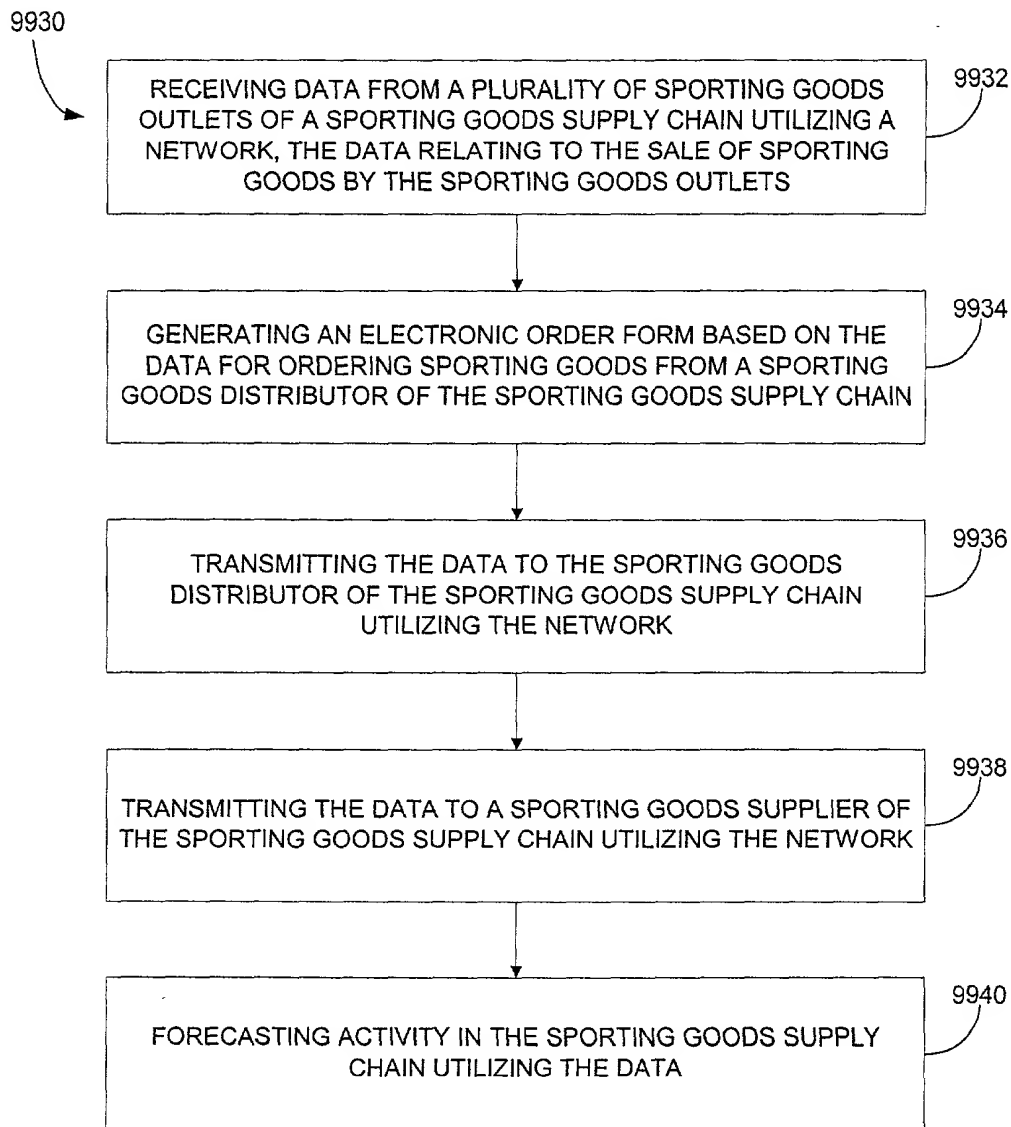 9930
RECEIVING DATA FROM A PLURALITY OF SPORTING GOODS
OUTLETS OF A SPORTING GOODS SUPPLY CHAIN UTILIZING A
NETWORK, THE DATA RELATING TO THE SALE OF SPORTING
GOODS BY THE SPORTING GOODS OUTLETS
9932
GENERATING AN ELECTRONIC ORDER FORM BASED ON THE
DATA FOR ORDERING SPORTING GOODS FROM A SPORTING
GOODS DISTRIBUTOR OF THE SPORTING GOODS SUPPLY CHAIN
9934
TRANSMITTING THE DATA TO THE SPORTING GOODS
DISTRIBUTOR OF THE SPORTING GOODS SUPPLY CHAIN
UTILIZING THE NETWORK
9936
TRANSMITTING THE DATA TO A SPORTING GOODS SUPPLIER OF
THE SPORTING GOODS SUPPLY CHAIN UTILIZING THE NETWORK
9938
FORECASTING ACTIVITY IN THE SPORTING GOODS SUPPLY
CHAIN UTILIZING THE DATA
9940